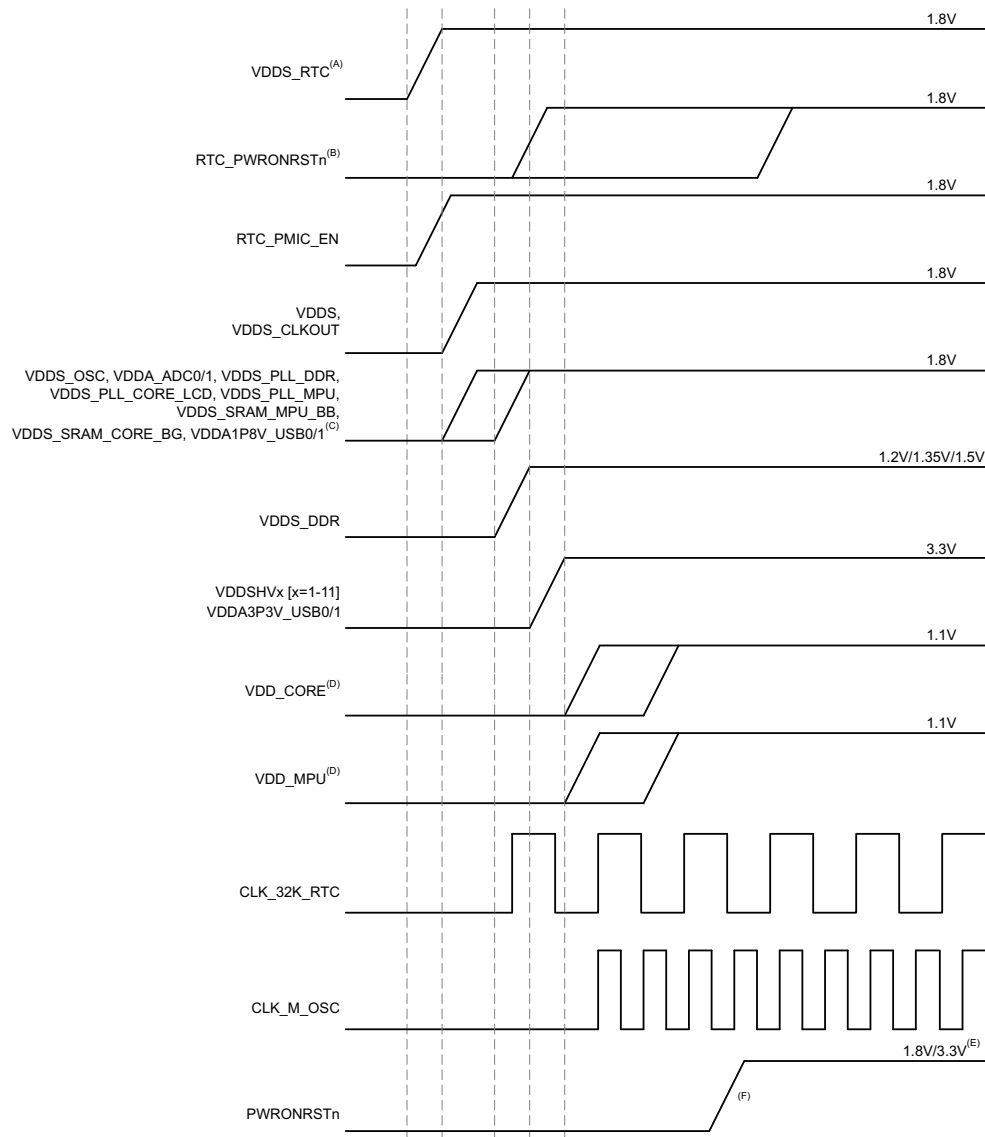 1.8V
VDDS_RTC(A)
1.8V
RTC_PWRONRSTn(B)
1.8V
RTC_PMIC_EN
1.8V
VDDS,
VDDS_CLKOUT
1.8V
VDDS_OSC, VDDA_ADC0/1, VDDS_PLL_DDR,
VDDS_PLL_CORE_LCD, VDDS_PLL_MPU,
VDDS_SRAM_MPU_BB,
VDDS_SRAM_CORE_BG, VDDA1P8V_USB0/1(C)
1.2V/1.35V/1.5V
VDDS_DDR
3.3V
VDDSHVx [x=1-11]
VDDA3P3V_USB0/1
1.1V
VDD_CORE(D)
1.1V
VDD_MPU(D)
CLK_32K_RTC
CLK_M_OSC
1.8V/3.3V(E)
(F)
PWRONRSTn